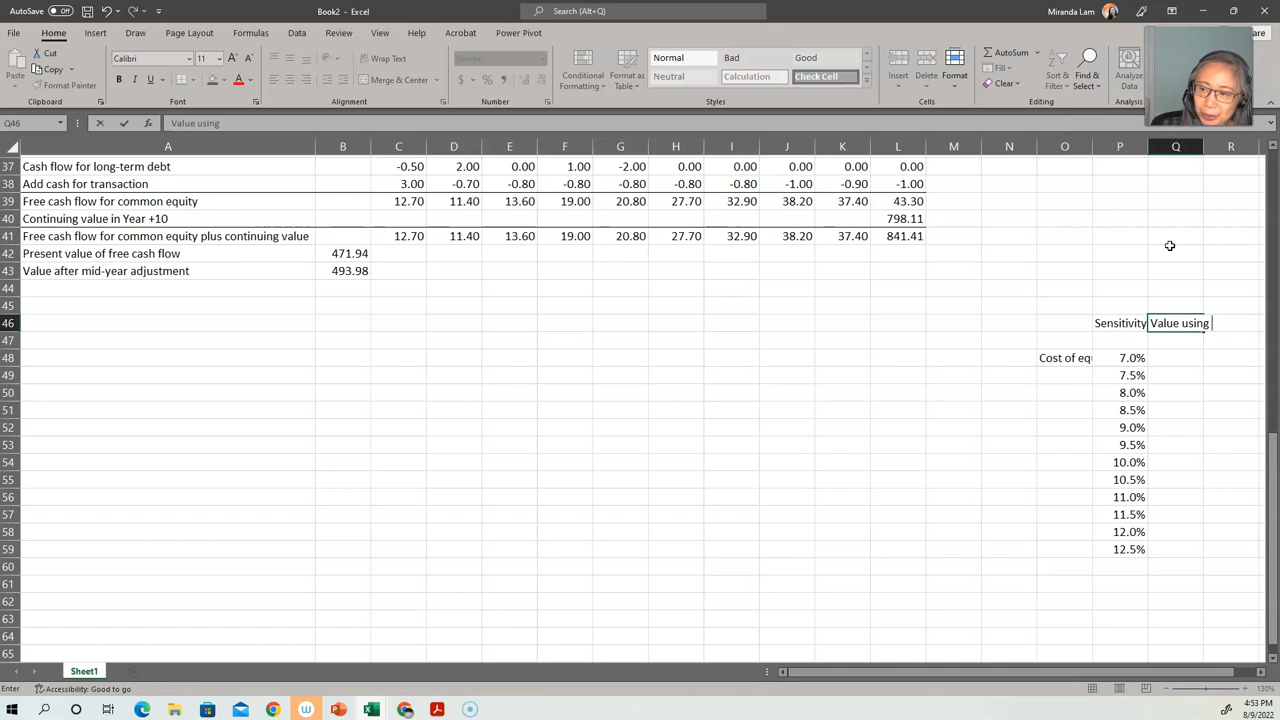 AutoSave Off Book2 - Excel Search (Alt+Q) Miranda Lam
File Home Insert Draw Page Layout Formulas Data Review View Help Acrobat Power Pivot
Cut
Copy
Format Painter
Paste
Clipboard
Calibri 11
B I U
Font
Wrap Text
Merge & Center
Alignment
General
Number
Conditional Formatting
Format as Table
Normal Bad Good
Neutral Calculation Check Cell
Styles
Insert Delete Format
Cells
AutoSum
Fill
Clear
Sort & Filter
Find & Select
Editing
Analyze Data
Analysis
Q46 fx Value using
A B C D E F G H I J K L M N O P Q R
37 Cash flow for long-term debt -0.50 2.00 0.00 1.00 -2.00 0.00 0.00 0.00 0.00 0.00
38 Add cash for transaction 3.00 -0.70 -0.80 -0.80 -0.80 -0.80 -0.80 -1.00 -0.90 -1.00
39 Free cash flow for common equity 12.70 11.40 13.60 19.00 20.80 27.70 32.90 38.20 37.40 43.30
40 Continuing value in Year +10 798.11
41 Free cash flow for common equity plus continuing value 12.70 11.40 13.60 19.00 20.80 27.70 32.90 38.20 37.40 841.41
42 Present value of free cash flow 471.94
43 Value after mid-year adjustment 493.98
44
45
46 Sensitivity Value using
47
48 Cost of eq 7.0%
49 7.5%
50 8.0%
51 8.5%
52 9.0%
53 9.5%
54 10.0%
55 10.5%
56 11.0%
57 11.5%
58 12.0%
59 12.5%
60
61
62
63
64
65
Sheet1
Enter Accessibility: Good to go 130%
4:53 PM
8/9/2022